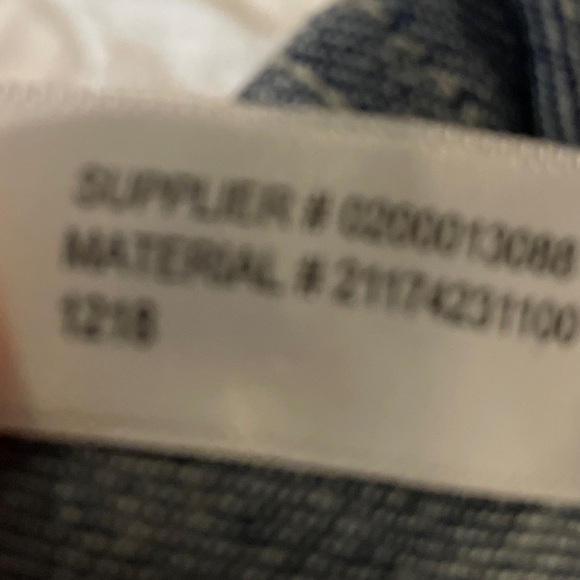 SUPPLIER # 0200013088
MATERIAL # 21174231100
1218